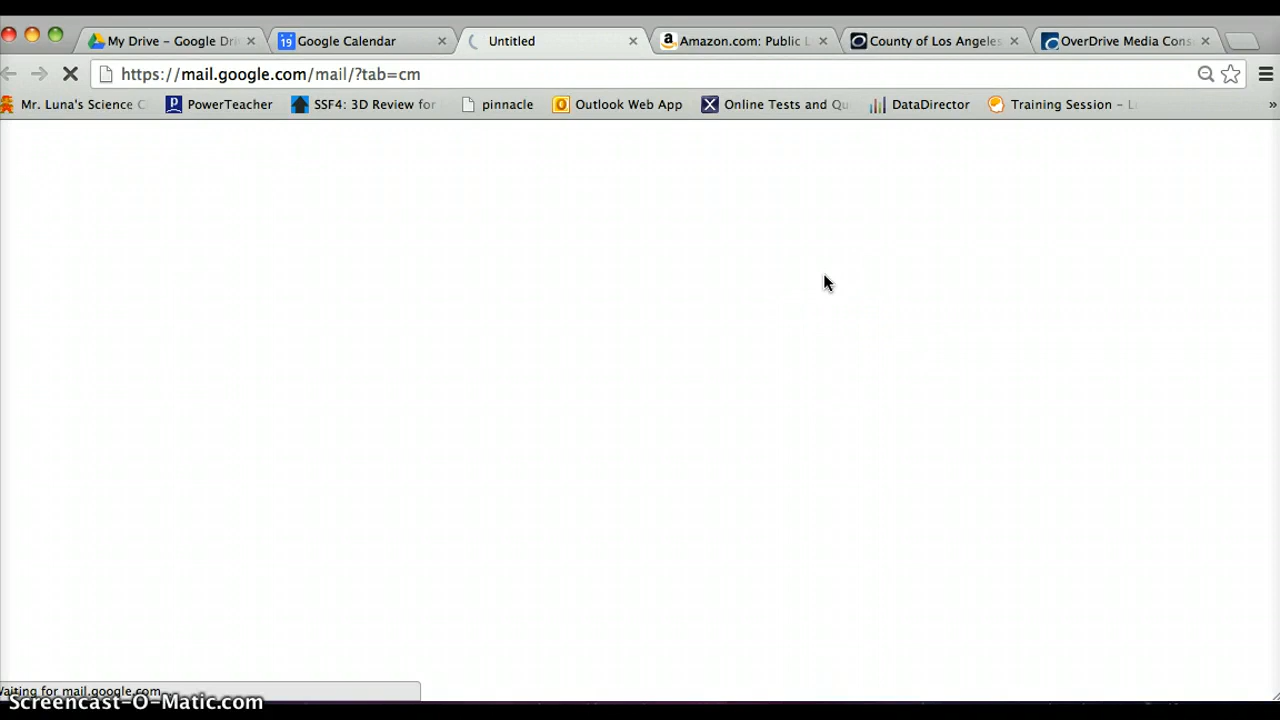 My Drive – Google Dri
19 Google Calendar
Untitled
a Amazon.com: Public L
County of Los Angeles
OverDrive Media Cons
https://mail.google.com/mail/?tab=cm
Mr. Luna's Science C
P PowerTeacher
SSF4: 3D Review for
pinnacle
O Outlook Web App
X Online Tests and Qu
DataDirector
Training Session – L
»
Waiting for mail.google.com
Screencast-O-Matic.com